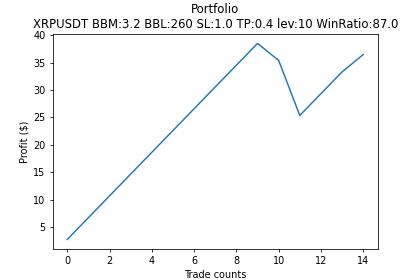 Portfolio
XRPUSDT BBM:3.2 BBL:260 SL:1.0 TP:0.4 lev:10 WinRatio:87.0
40
35
30
25
20
15
10
5
Profit ($)
0 2 4 6 8 10 12 14
Trade counts